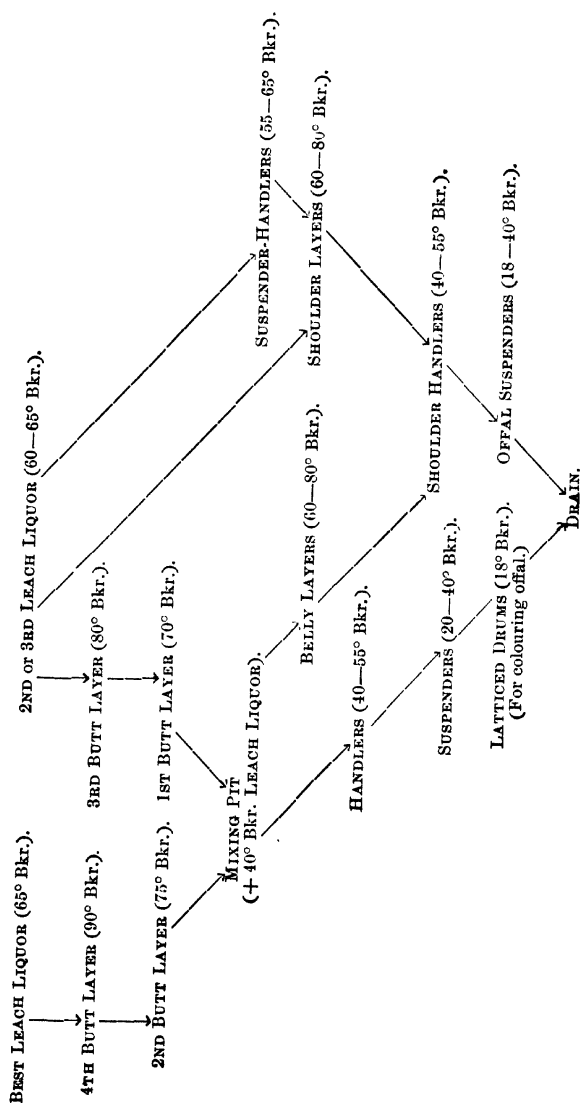 BEST LEACH LIQUOR (65° Bkr.).
2ND or 3RD LEACH LIQUOR (60—65° Bkr.).
4TH BUTT LAYER (90° Bkr.).
3RD BUTT LAYER (80° Bkr.).
2ND BUTT LAYER (75° Bkr.).
1ST BUTT LAYER (70° Bkr.).
MIXING PIT
(+ 40° Bkr. LEACH LIQUOR).
SUSPENDER-HANDLERS (55—65° Bkr.).
SHOULDER LAYERS (60—80° Bkr.).
BELLY LAYERS (60—80° Bkr.).
HANDLERS (40—55° Bkr.).
SHOULDER HANDLERS (40—55° Bkr.).
SUSPENDERS (20—40° Bkr.).
OFFAL SUSPENDERS (18—40° Bkr.).
LATTICED DRUMS (18° Bkr.).
(For colouring offal.)
DRAIN.